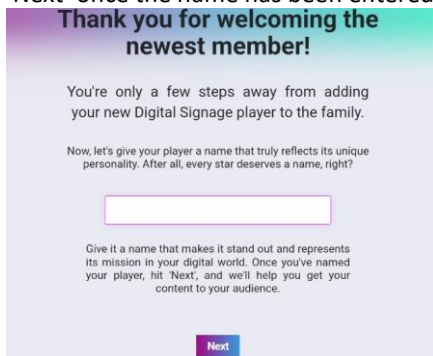 'Next' once the name has been entered
Thank you for welcoming the
newest member!
You're only a few steps away from adding
your new Digital Signage player to the family.
Now, let's give your player a name that truly reflects its unique
personality. After all, every star deserves a name, right?
Give it a name that makes it stand out and represents
its mission in your digital world. Once you've named
your player, hit 'Next', and we'll help you get your
content to your audience.
Next